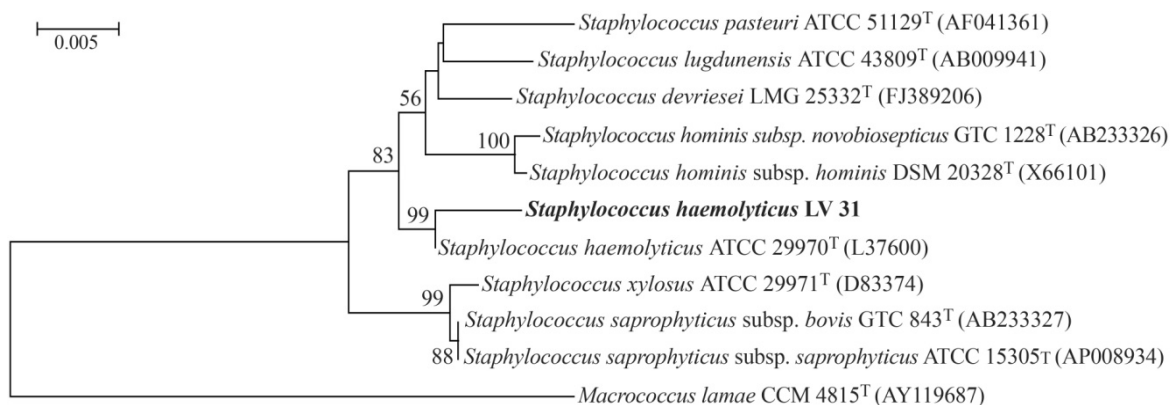 Staphylococcus pasteuri ATCC 51129ᵀ (AF041361)
0.005
Staphylococcus lugdunensis ATCC 43809ᵀ (AB009941)
56
Staphylococcus devriesei LMG 25332ᵀ (FJ389206)
100
Staphylococcus hominis subsp. novobiosepticus GTC 1228ᵀ (AB233326)
83
Staphylococcus hominis subsp. hominis DSM 20328ᵀ (X66101)
99
Staphylococcus haemolyticus LV 31
Staphylococcus haemolyticus ATCC 29970ᵀ (L37600)
Staphylococcus xylosus ATCC 29971ᵀ (D83374)
99
Staphylococcus saprophyticus subsp. bovis GTC 843ᵀ (AB233327)
88
Staphylococcus saprophyticus subsp. saprophyticus ATCC 15305T (AP008934)
Macrococcus lamae CCM 4815ᵀ (AY119687)